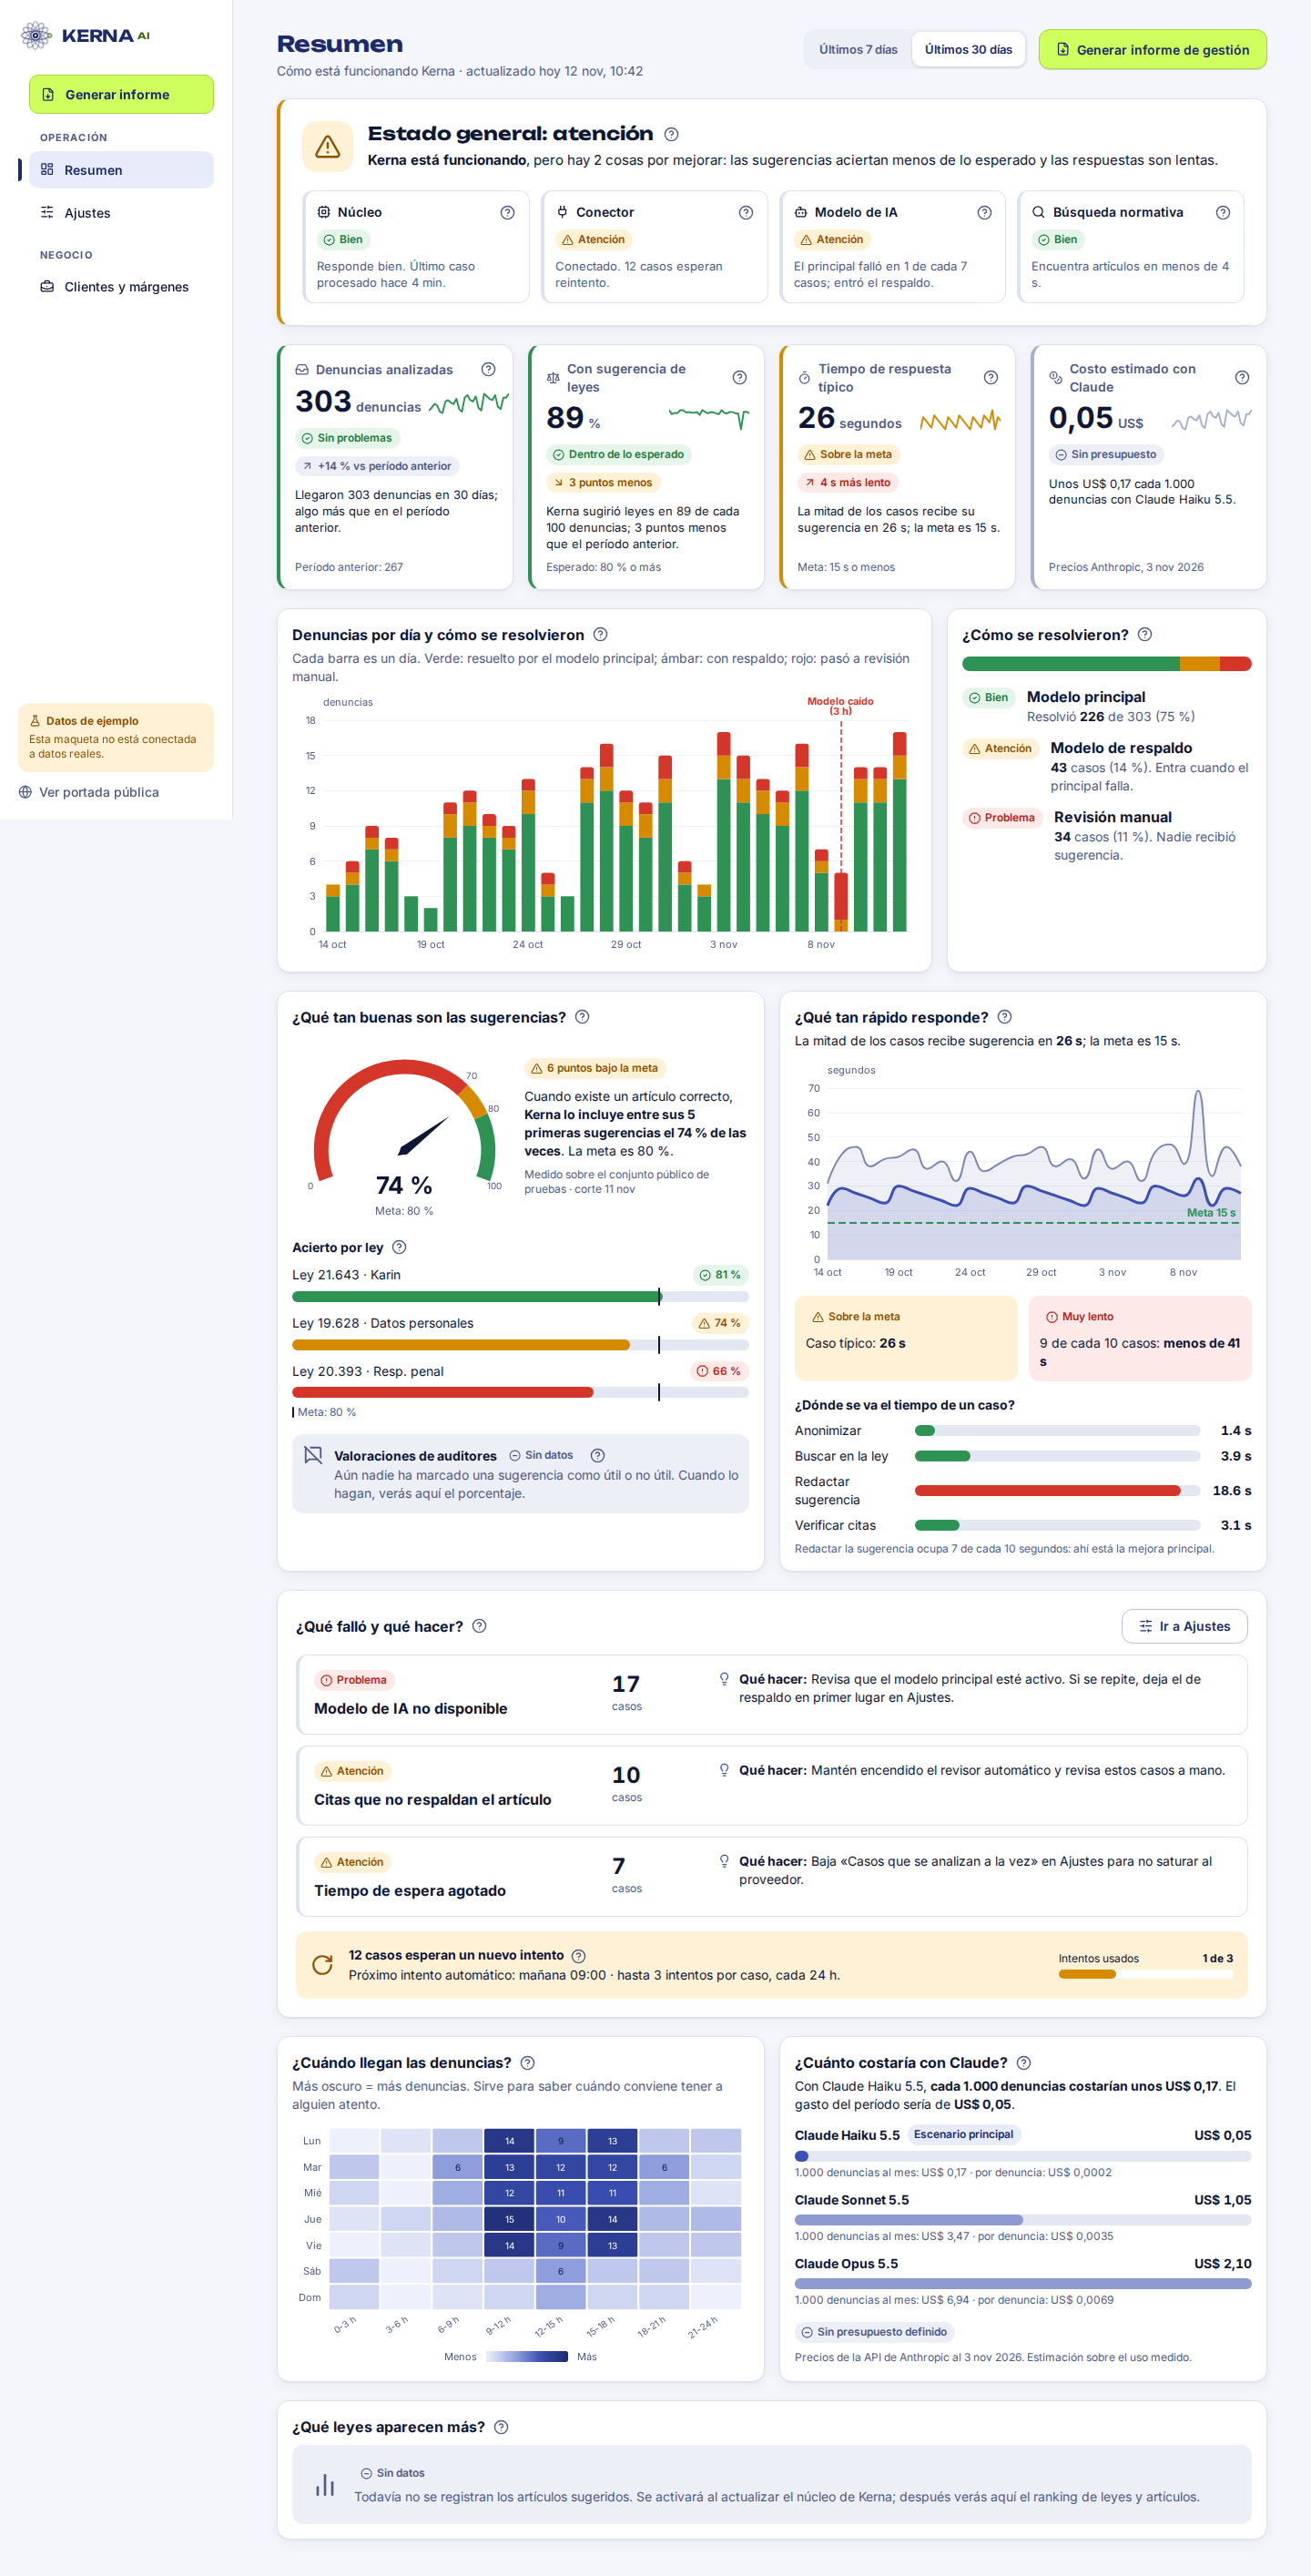 KERNA AI
Generar informe
OPERACIÓN
Resumen
Ajustes
NEGOCIO
Clientes y márgenes
Datos de ejemplo
Esta maqueta no está conectada
a datos reales.
Ver portada pública
Resumen
Cómo está funcionando Kerna · actualizado hoy 12 nov, 10:42
Últimos 7 días
Últimos 30 días
Generar informe de gestión
Estado general: atención
Kerna está funcionando, pero hay 2 cosas por mejorar: las sugerencias aciertan menos de lo esperado y las respuestas son lentas.
Núcleo
Bien
Responde bien. Último caso
procesado hace 4 min.
Conector
Atención
Conectado. 12 casos esperan
reintento.
Modelo de IA
Atención
El principal falló en 1 de cada 7
casos; entró el respaldo.
Búsqueda normativa
Bien
Encuentra artículos en menos de 4
s.
Denuncias analizadas
303 denuncias
Sin problemas
+14 % vs período anterior
Llegaron 303 denuncias en 30 días;
algo más que en el período
anterior.
Período anterior: 267
Con sugerencia de
leyes
89 %
Dentro de lo esperado
3 puntos menos
Kerna sugirió leyes en 89 de cada
100 denuncias; 3 puntos menos
que el período anterior.
Esperado: 80 % o más
Tiempo de respuesta
típico
26 segundos
Sobre la meta
4 s más lento
La mitad de los casos recibe su
sugerencia en 26 s; la meta es 15 s.
Meta: 15 s o menos
Costo estimado con
Claude
0,05 US$
Sin presupuesto
Unos US$ 0,17 cada 1.000
denuncias con Claude Haiku 5.5.
Precios Anthropic, 3 nov 2026
Denuncias por día y cómo se resolvieron
Cada barra es un día. Verde: resuelto por el modelo principal; ámbar: con respaldo; rojo: pasó a revisión
manual.
denuncias
Modelo caído
(3 h)
18
15
12
9
6
3
0
14 oct
19 oct
24 oct
29 oct
3 nov
8 nov
¿Cómo se resolvieron?
Bien
Modelo principal
Resolvió 226 de 303 (75 %)
Atención
Modelo de respaldo
43 casos (14 %). Entra cuando el
principal falla.
Problema
Revisión manual
34 casos (11 %). Nadie recibió
sugerencia.
¿Qué tan buenas son las sugerencias?
0
70
80
100
74 %
Meta: 80 %
6 puntos bajo la meta
Cuando existe un artículo correcto,
Kerna lo incluye entre sus 5
primeras sugerencias el 74 % de las
veces. La meta es 80 %.
Medido sobre el conjunto público de
pruebas · corte 11 nov
Acierto por ley
Ley 21.643 · Karin
81 %
Ley 19.628 · Datos personales
74 %
Ley 20.393 · Resp. penal
66 %
Meta: 80 %
Valoraciones de auditores
Sin datos
Aún nadie ha marcado una sugerencia como útil o no útil. Cuando lo
hagan, verás aquí el porcentaje.
¿Qué tan rápido responde?
La mitad de los casos recibe sugerencia en 26 s; la meta es 15 s.
segundos
70
60
50
40
30
20
10
0
Meta 15 s
14 oct
19 oct
24 oct
29 oct
3 nov
8 nov
Sobre la meta
Caso típico: 26 s
Muy lento
9 de cada 10 casos: menos de 41
s
¿Dónde se va el tiempo de un caso?
Anonimizar
1.4 s
Buscar en la ley
3.9 s
Redactar
sugerencia
18.6 s
Verificar citas
3.1 s
Redactar la sugerencia ocupa 7 de cada 10 segundos: ahí está la mejora principal.
¿Qué falló y qué hacer?
Ir a Ajustes
Problema
Modelo de IA no disponible
17
casos
Qué hacer: Revisa que el modelo principal esté activo. Si se repite, deja el de
respaldo en primer lugar en Ajustes.
Atención
Citas que no respaldan el artículo
10
casos
Qué hacer: Mantén encendido el revisor automático y revisa estos casos a mano.
Atención
Tiempo de espera agotado
7
casos
Qué hacer: Baja «Casos que se analizan a la vez» en Ajustes para no saturar al
proveedor.
12 casos esperan un nuevo intento
Próximo intento automático: mañana 09:00 · hasta 3 intentos por caso, cada 24 h.
Intentos usados
1 de 3
¿Cuándo llegan las denuncias?
Más oscuro = más denuncias. Sirve para saber cuándo conviene tener a
alguien atento.
Lun 14 9 13
Mar 6 13 12 12 6
Mié 12 11 11
Jue 15 10 14
Vie 14 9 13
Sáb 6
Dom
0-3 h
3-6 h
6-9 h
9-12 h
12-15 h
15-18 h
18-21 h
21-24 h
Menos
Más
¿Cuánto costaría con Claude?
Con Claude Haiku 5.5, cada 1.000 denuncias costarían unos US$ 0,17. El
gasto del período sería de US$ 0,05.
Claude Haiku 5.5
Escenario principal
US$ 0,05
1.000 denuncias al mes: US$ 0,17 · por denuncia: US$ 0,0002
Claude Sonnet 5.5
US$ 1,05
1.000 denuncias al mes: US$ 3,47 · por denuncia: US$ 0,0035
Claude Opus 5.5
US$ 2,10
1.000 denuncias al mes: US$ 6,94 · por denuncia: US$ 0,0069
Sin presupuesto definido
Precios de la API de Anthropic al 3 nov 2026. Estimación sobre el uso medido.
¿Qué leyes aparecen más?
Sin datos
Todavía no se registran los artículos sugeridos. Se activará al actualizar el núcleo de Kerna; después verás aquí el ranking de leyes y artículos.